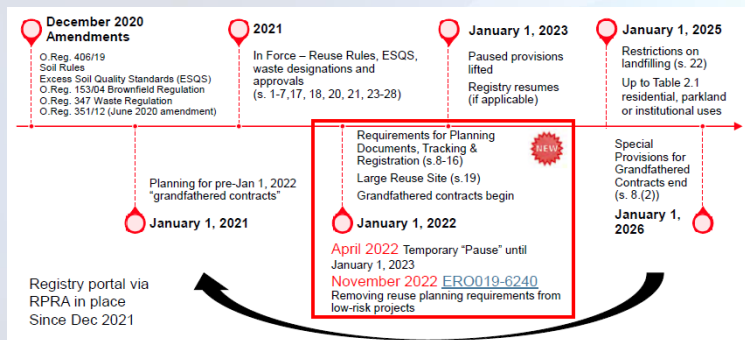 December 2020
Amendments
O.Reg. 406/19
Soil Rules
Excess Soil Quality Standards (ESQS)
O.Reg. 153/04 Brownfield Regulation
O.Reg. 347 Waste Regulation
O.Reg. 351/12 (June 2020 amendment)
2021
In Force – Reuse Rules, ESQS,
waste designations and
approvals
(s. 1-7,17, 18, 20, 21, 23-28)
January 1, 2023
Paused provisions
lifted
Registry resumes
(if applicable)
January 1, 2025
Restrictions on
landfilling (s. 22)
Up to Table 2.1
residential, parkland
or institutional uses
Planning for pre-Jan 1, 2022
“grandfathered contracts”
January 1, 2021
Requirements for Planning
Documents, Tracking &
Registration (s.8-16)
NEW
Large Reuse Site (s.19)
Grandfathered contracts begin
January 1, 2022
April 2022 Temporary “Pause” until
January 1, 2023
November 2022 ERO019-6240
Removing reuse planning requirements from
low-risk projects
Special
Provisions for
Grandfathered
Contracts end
(s. 8.(2))
January 1,
2026
Registry portal via
RPRA in place
Since Dec 2021